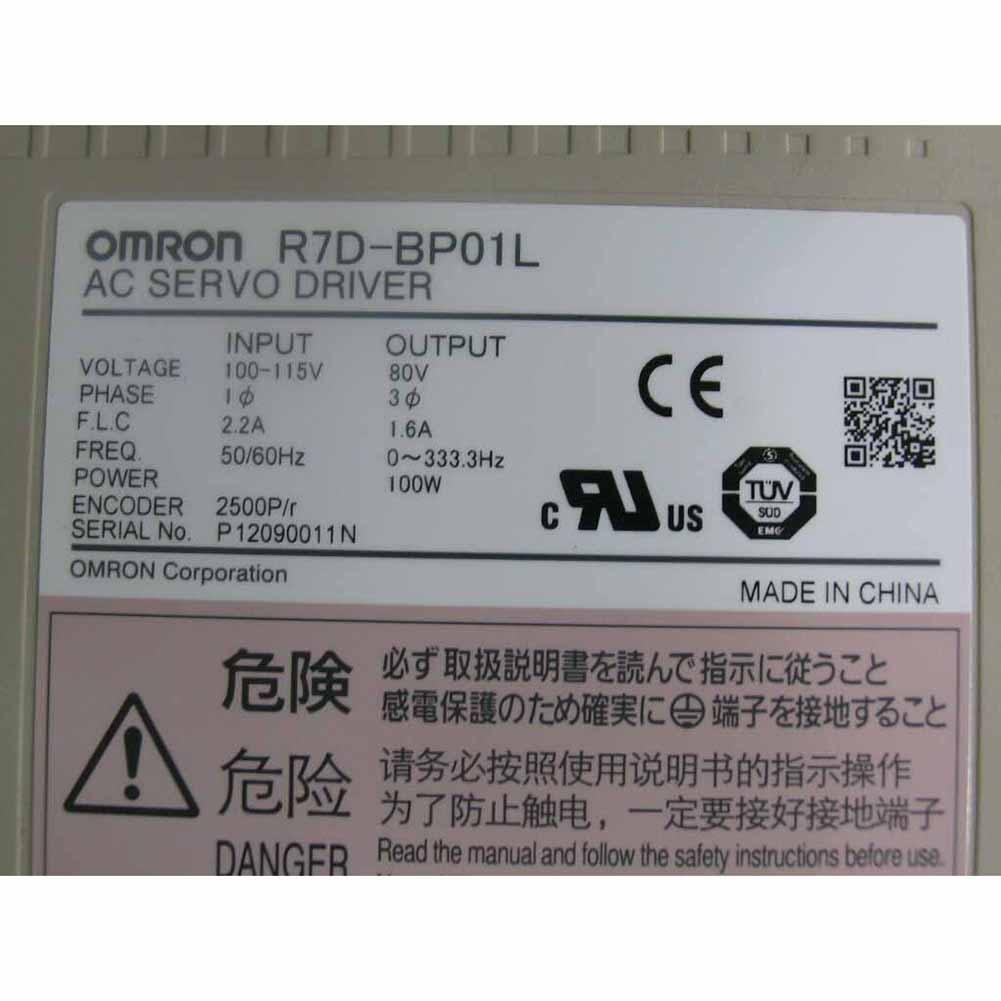 OMRON R7D-BP01L
AC SERVO DRIVER
INPUT OUTPUT
VOLTAGE 100-115V 80V
PHASE 1ϕ 3ϕ
F.L.C 2.2A 1.6A
FREQ. 50/60Hz 0～333.3Hz
POWER 100W
ENCODER 2500P/r
SERIAL No. P12090011N
CE
c RU US
TÜV
SÜD
EMC
OMRON Corporation
MADE IN CHINA
危険 必ず取扱説明書を読んで指示に従うこと
感電保護のため確実に⏚端子を接地すること
危险 请务必按照使用说明书的指示操作
为了防止触电，一定要接好接地端子
DANGER Read the manual and follow the safety instructions before use.